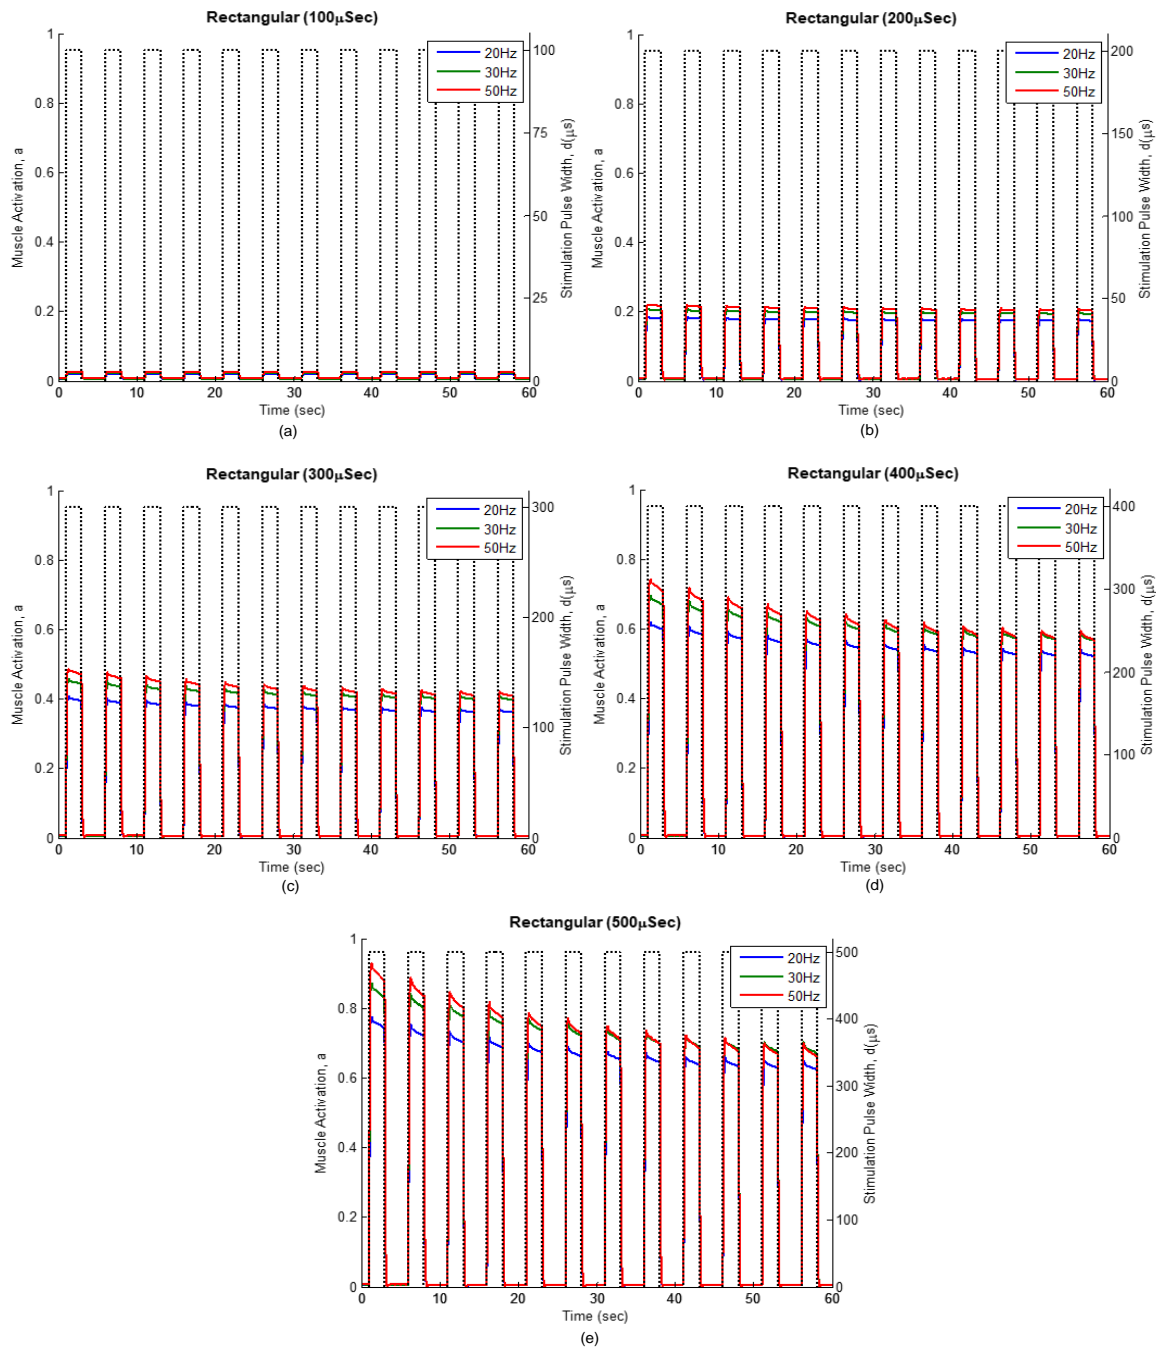 Rectangular (100μSec)
1
0.8
0.6
0.4
0.2
0
Muscle Activation, a
100
75
50
25
0
Stimulation Pulse Width, d(μs)
20Hz
30Hz
50Hz
0 10 20 30 40 50 60
Time (sec)
(a)
Rectangular (200μSec)
1
0.8
0.6
0.4
0.2
0
Muscle Activation, a
200
150
100
50
0
Stimulation Pulse Width, d(μs)
20Hz
30Hz
50Hz
0 10 20 30 40 50 60
Time (sec)
(b)
Rectangular (300μSec)
1
0.8
0.6
0.4
0.2
0
Muscle Activation, a
300
200
100
0
Stimulation Pulse Width, d(μs)
20Hz
30Hz
50Hz
0 10 20 30 40 50 60
Time (sec)
(c)
Rectangular (400μSec)
1
0.8
0.6
0.4
0.2
0
Muscle Activation, a
400
300
200
100
0
Stimulation Pulse Width, d(μs)
20Hz
30Hz
50Hz
0 10 20 30 40 50 60
Time (sec)
(d)
Rectangular (500μSec)
1
0.8
0.6
0.4
0.2
0
Muscle Activation, a
500
400
300
200
100
0
Stimulation Pulse Width, d(μs)
20Hz
30Hz
50Hz
0 10 20 30 40 50 60
Time (sec)
(e)